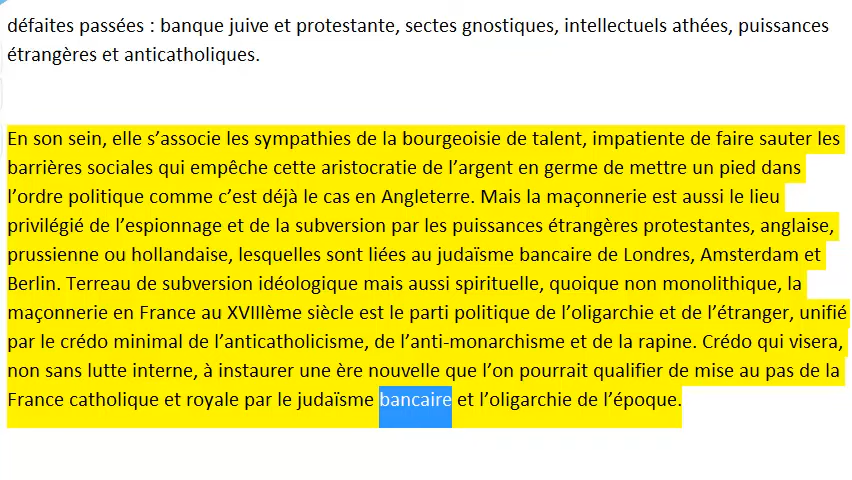 défaites passées : banque juive et protestante, sectes gnostiques, intellectuels athées, puissances
étrangères et anticatholiques.
En son sein, elle s’associe les sympathies de la bourgeoisie de talent, impatiente de faire sauter les
barrières sociales qui empêche cette aristocratie de l’argent en germe de mettre un pied dans
l’ordre politique comme c’est déjà le cas en Angleterre. Mais la maçonnerie est aussi le lieu
privilégié de l’espionnage et de la subversion par les puissances étrangères protestantes, anglaise,
prussienne ou hollandaise, lesquelles sont liées au judaïsme bancaire de Londres, Amsterdam et
Berlin. Terreau de subversion idéologique mais aussi spirituelle, quoique non monolithique, la
maçonnerie en France au XVIIIème siècle est le parti politique de l’oligarchie et de l’étranger, unifié
par le crédo minimal de l’anticatholicisme, de l’anti-monarchisme et de la rapine. Crédo qui visera,
non sans lutte interne, à instaurer une ère nouvelle que l’on pourrait qualifier de mise au pas de la
France catholique et royale par le judaïsme bancaire et l’oligarchie de l’époque.